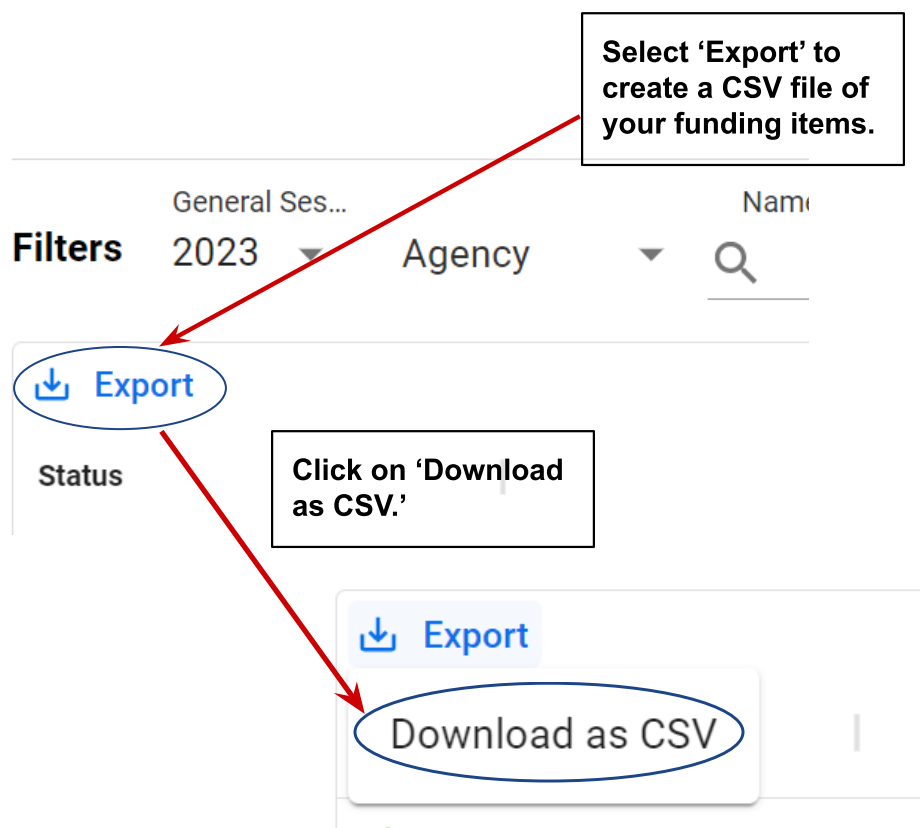 Select ‘Export’ to
create a CSV file of
your funding items.
General Ses...
Name
Filters
2023
Agency
Export
Status
Click on ‘Download
as CSV.’
Export
Download as CSV